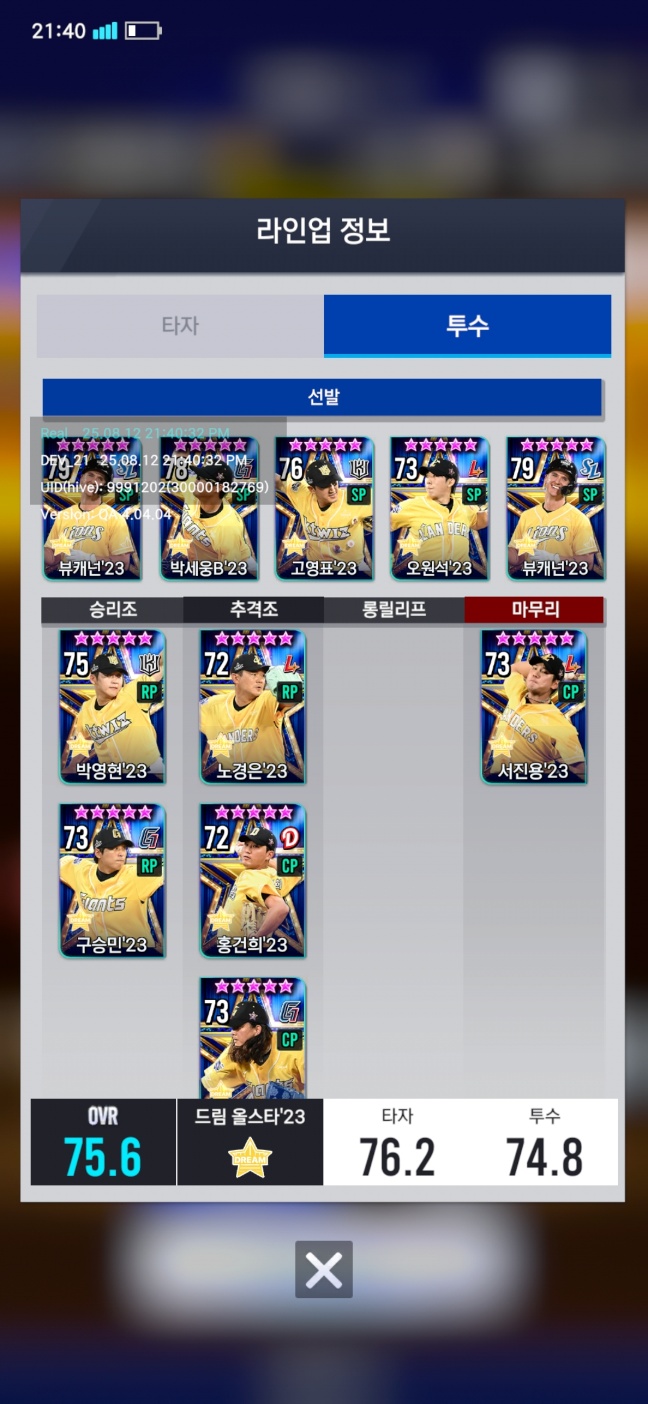 21:40
라인업 정보
타자 투수
선발
Real 25.08.12 21:40:32 PM
DEV_21 25.08.12 21:40:32 PM
UID(hive): 9991202(30000182769)
Version: QA 4.04.04
79 SL SP 뷰캐넌'23
78 G SP 박세웅B'23
76 SP 고영표'23
73 L SP 오원석'23
79 SL SP 뷰캐넌'23
승리조 추격조 롱릴리프 마무리
75 RP 박영현'23
72 L RP 노경은'23
73 L CP 서진용'23
73 G RP 구승민'23
72 D CP 홍건희'23
73 G CP
OVR 드림 올스타'23 타자 투수
75.6 DREAM 76.2 74.8